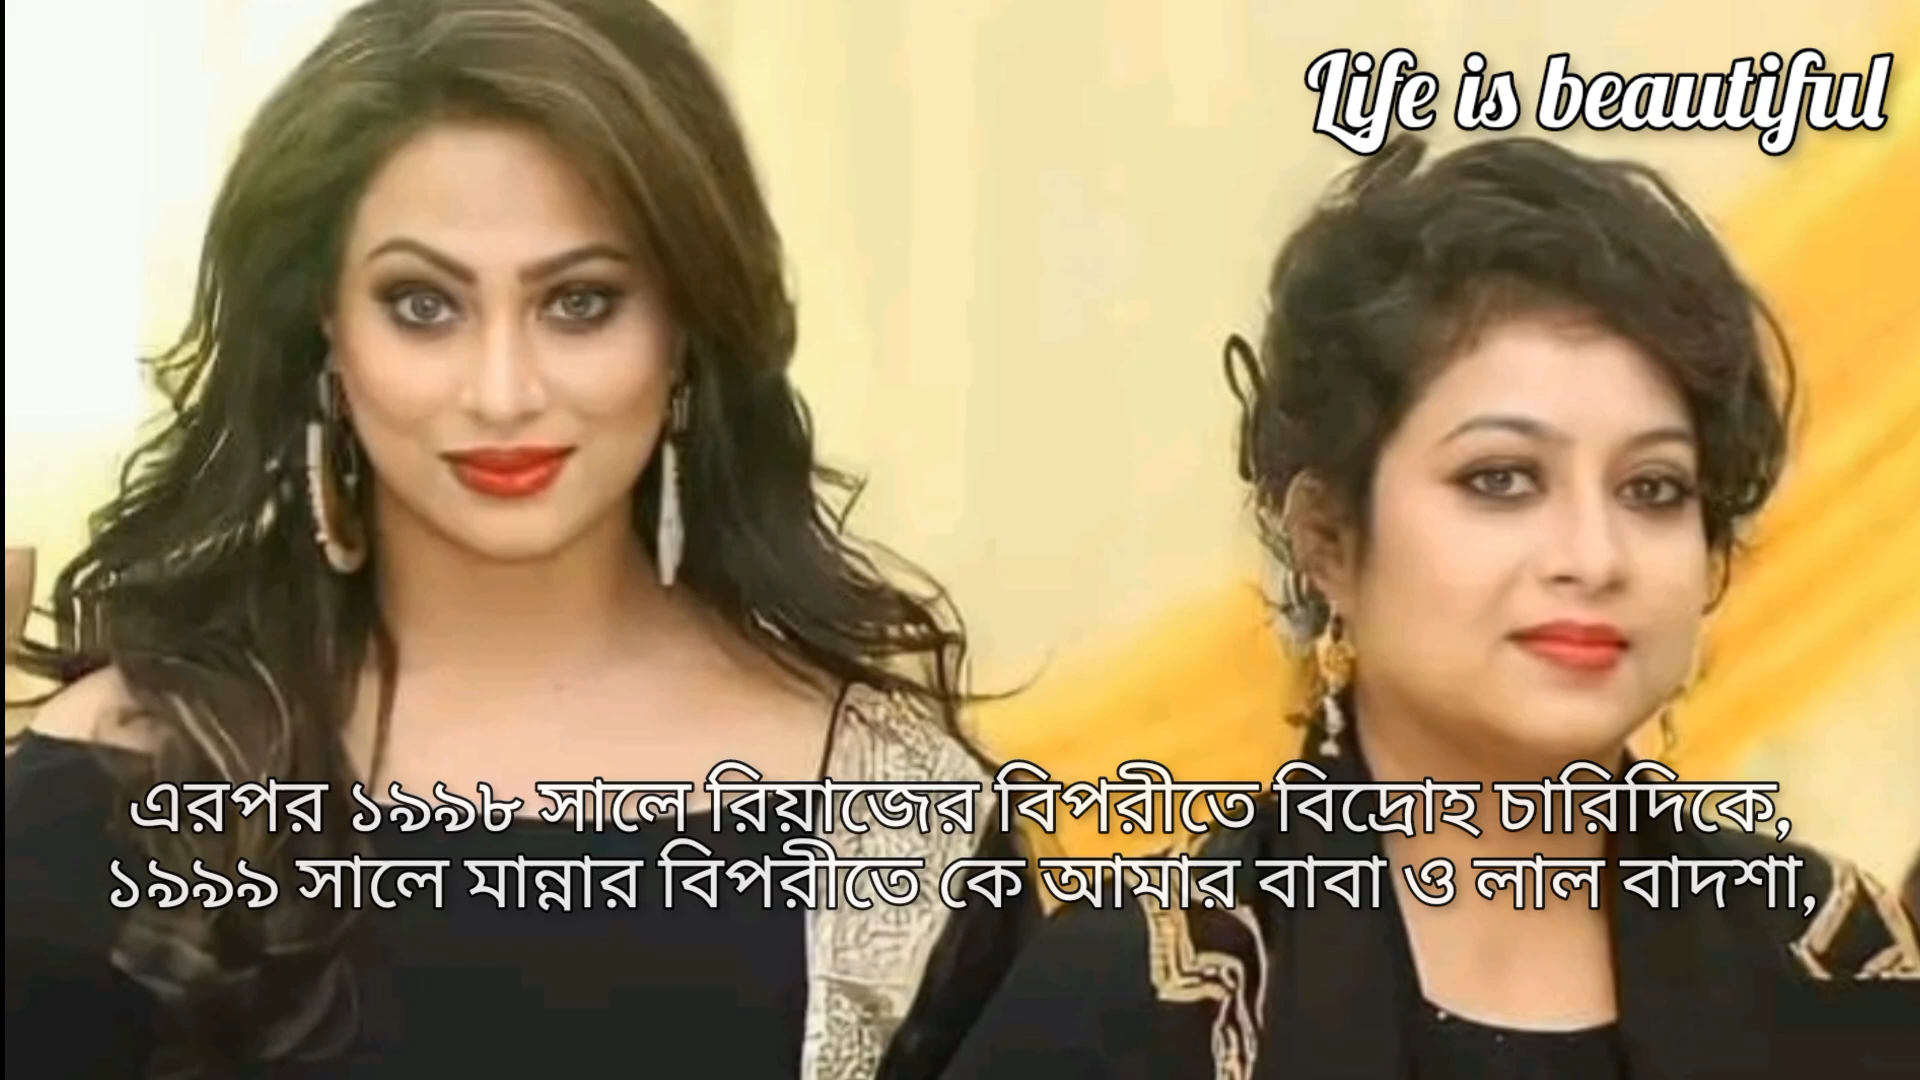 Life is beautiful
এরপর ১৯৯৮ সালে রিয়াজের বিপরীতে বিদ্রোহ চারিদিকে,
১৯৯৯ সালে মান্নার বিপরীতে কে আমার বাবা ও লাল বাদশা,